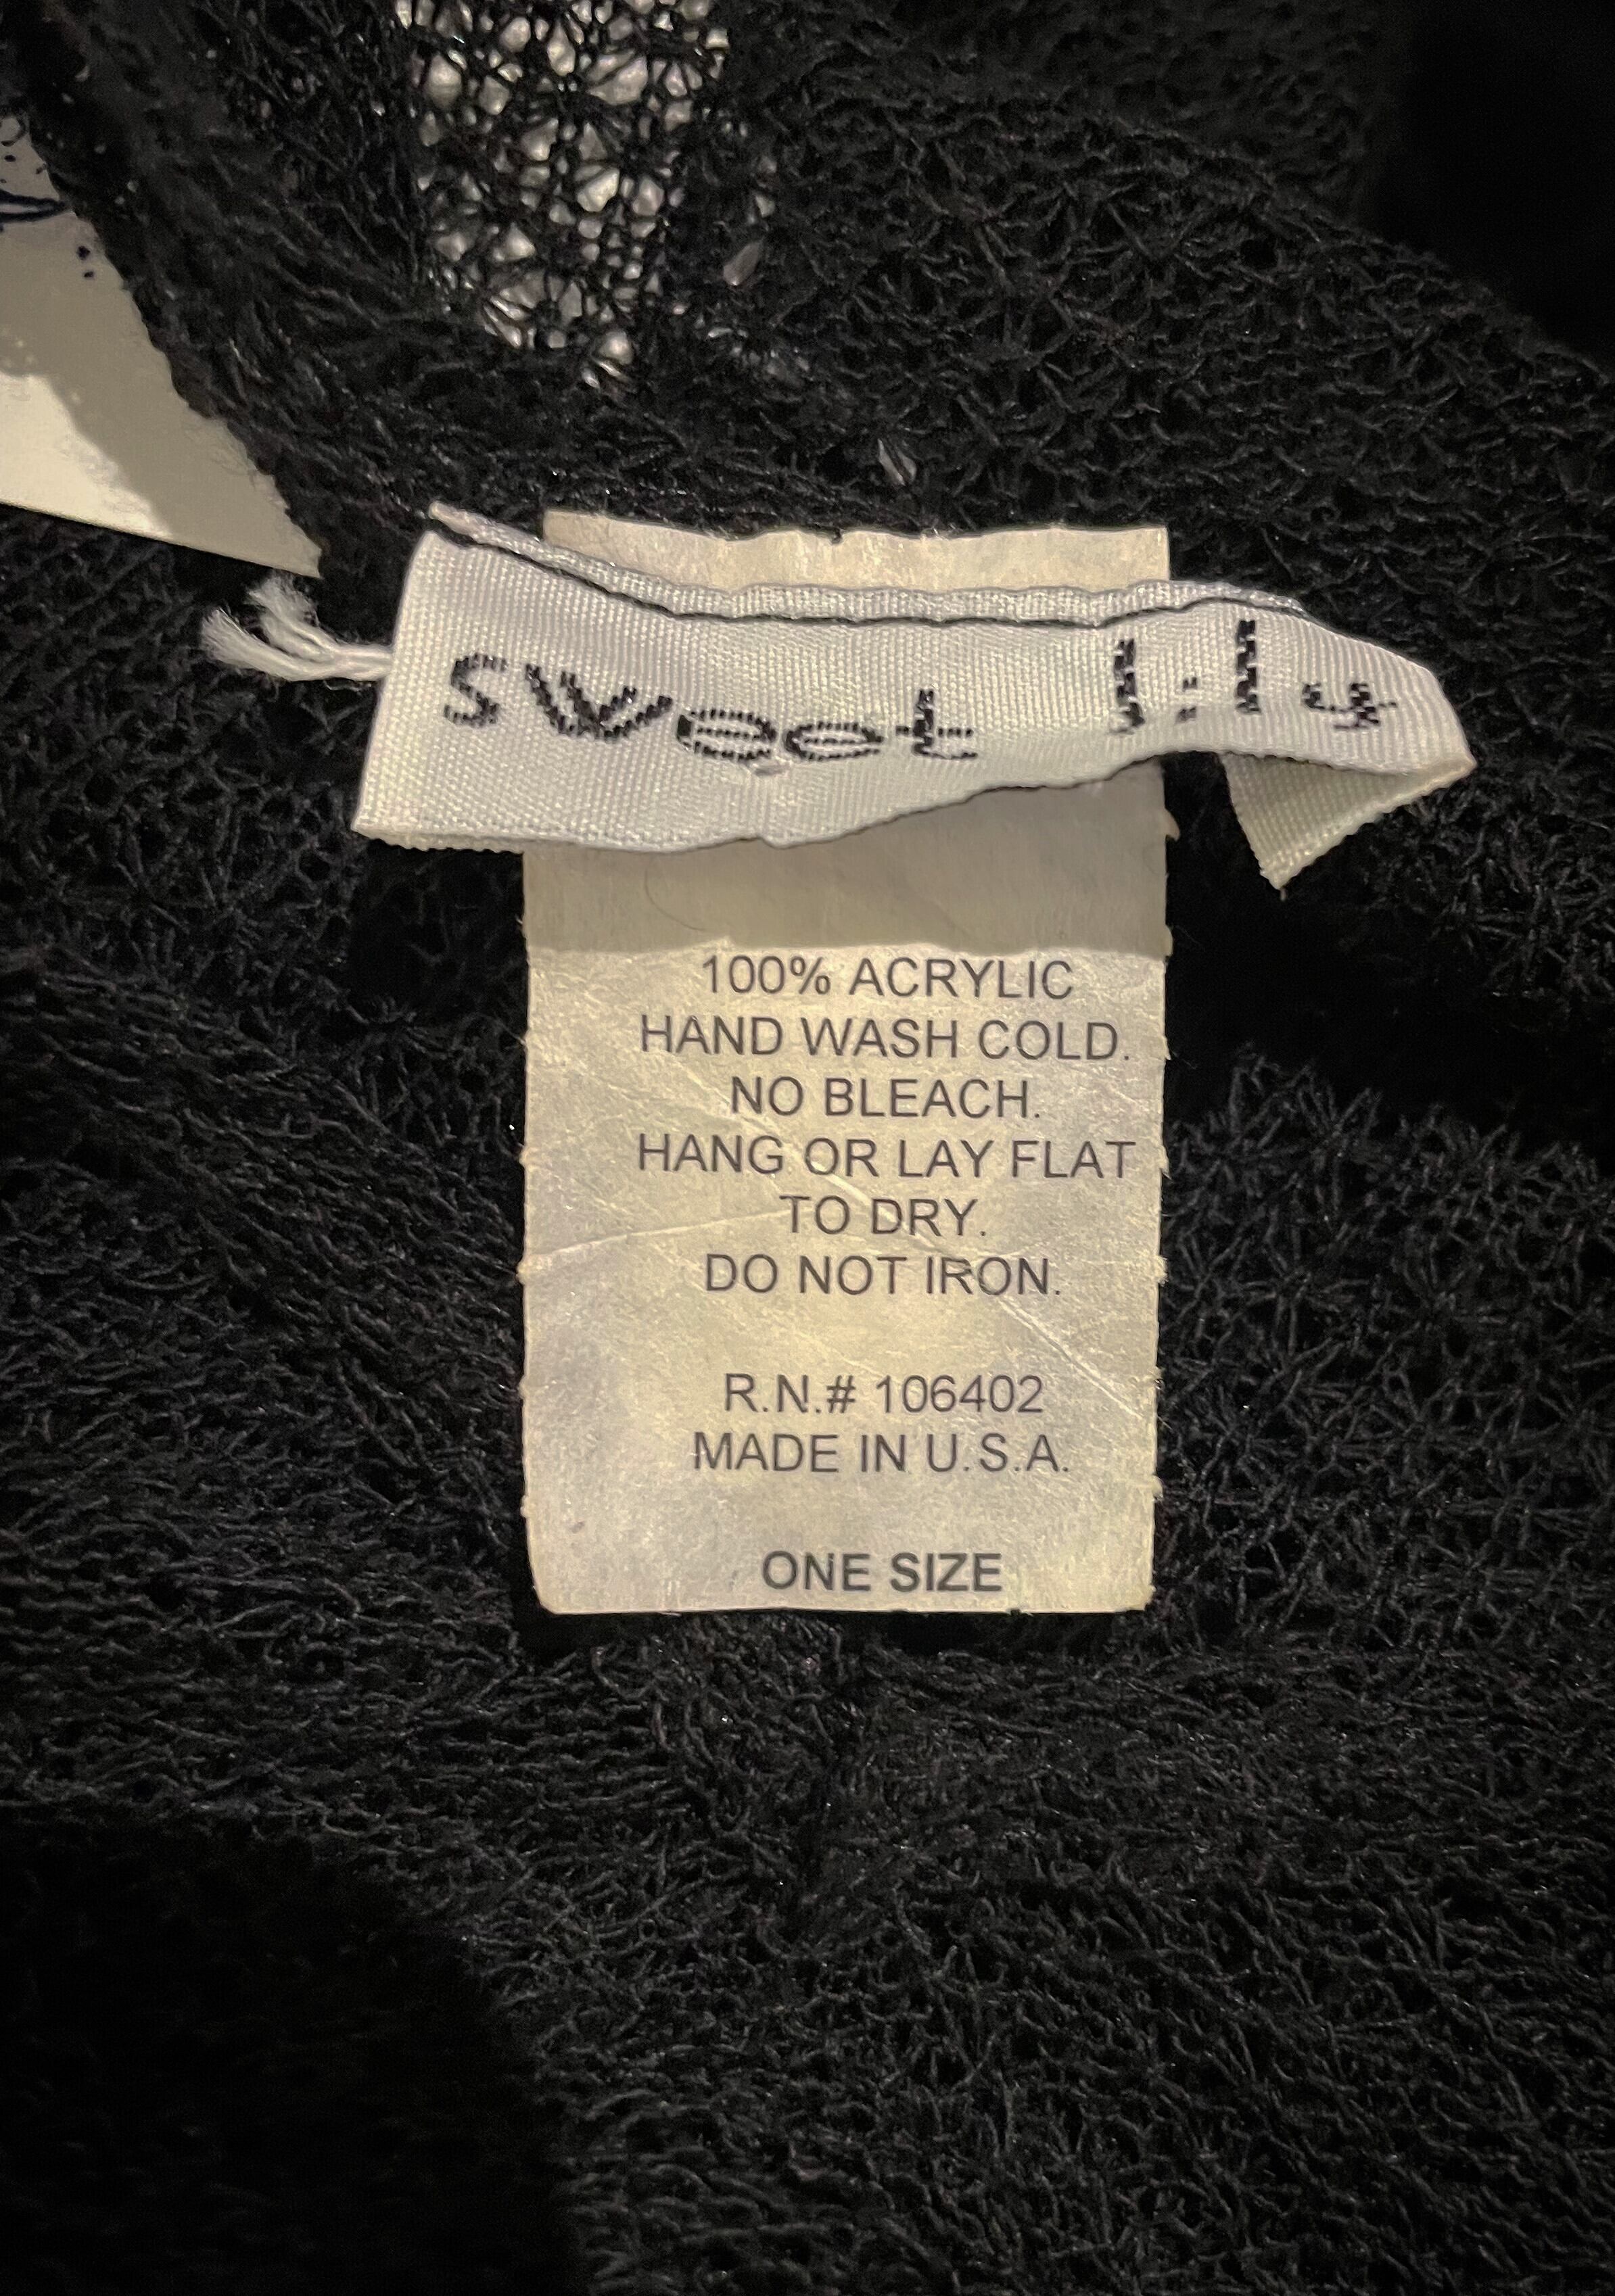 sweet lily
100% ACRYLIC
HAND WASH COLD.
NO BLEACH.
HANG OR LAY FLAT
TO DRY.
DO NOT IRON.
R.N.# 106402
MADE IN U.S.A.
ONE SIZE